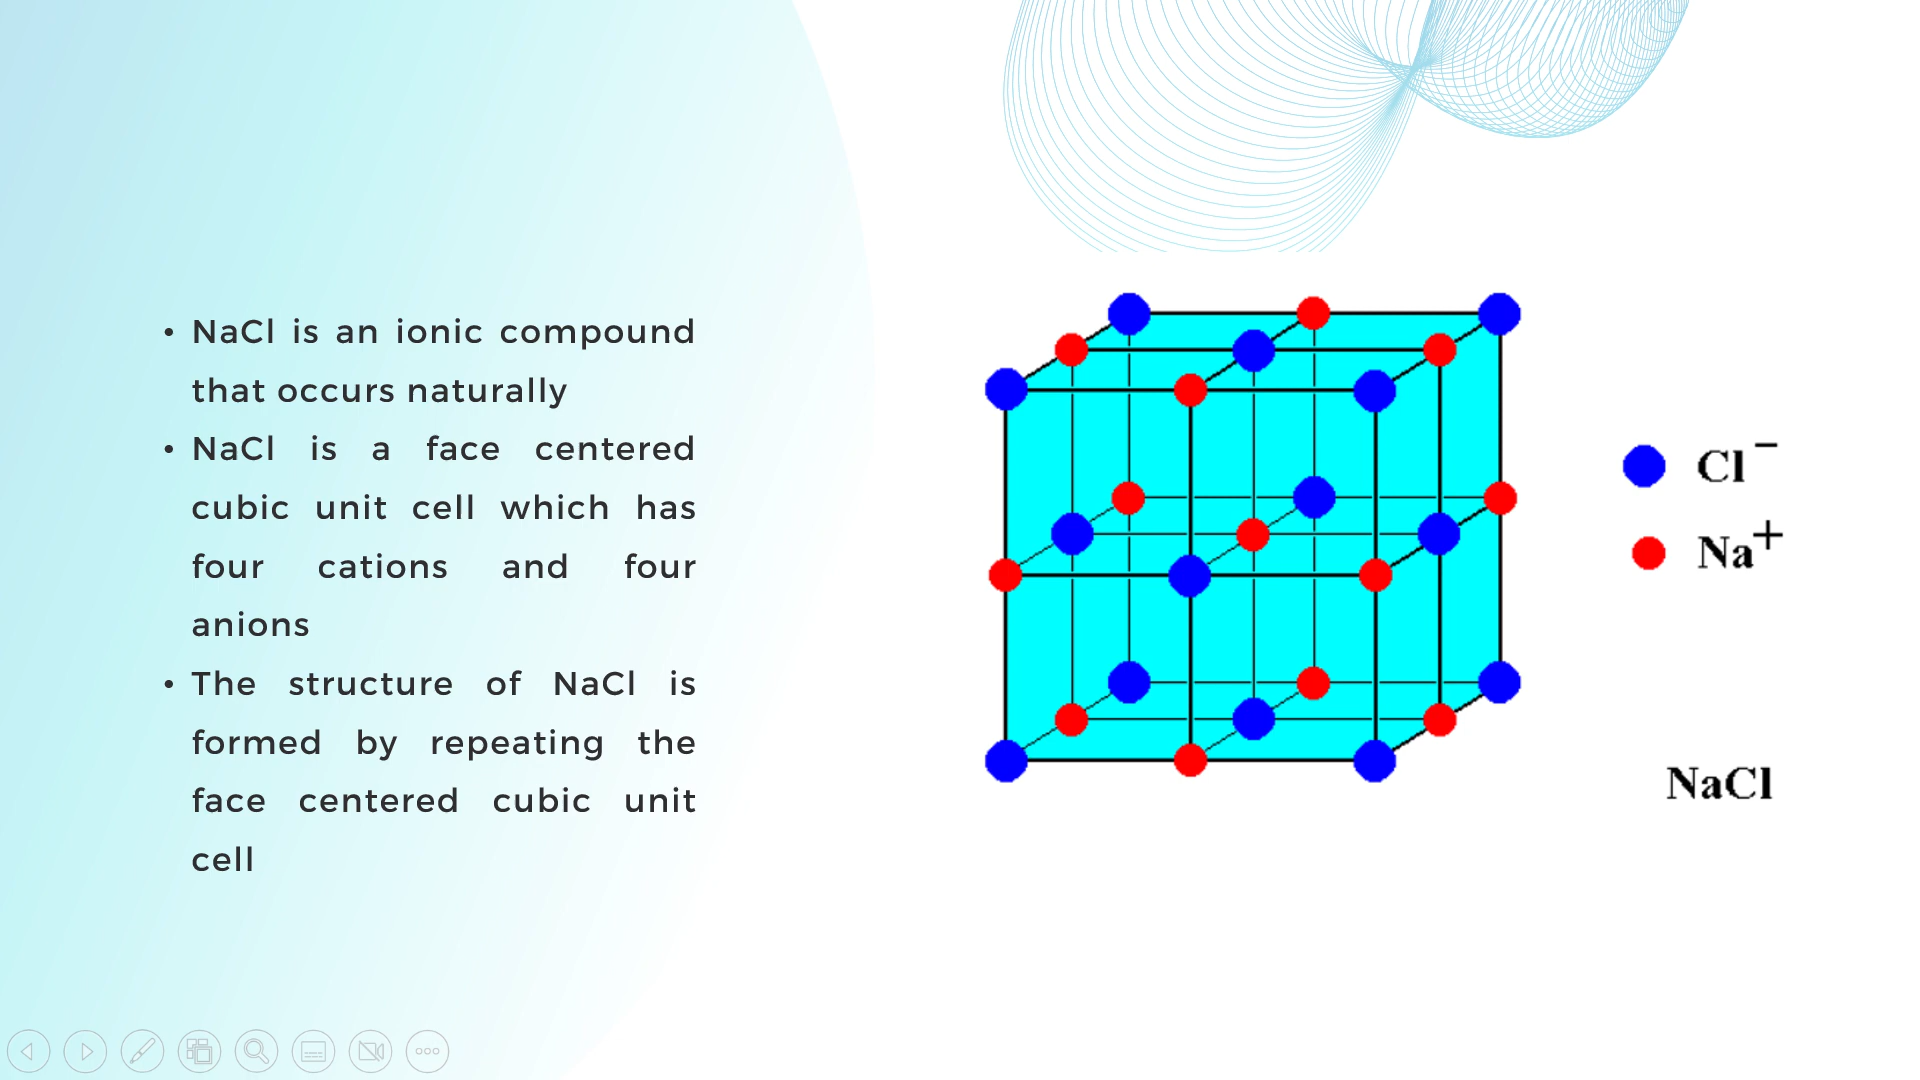 • NaCl is an ionic compound
that occurs naturally
• NaCl is a face centered
cubic unit cell which has
four cations and four
anions
• The structure of NaCl is
formed by repeating the
face centered cubic unit
cell
Cl⁻
Na⁺
NaCl